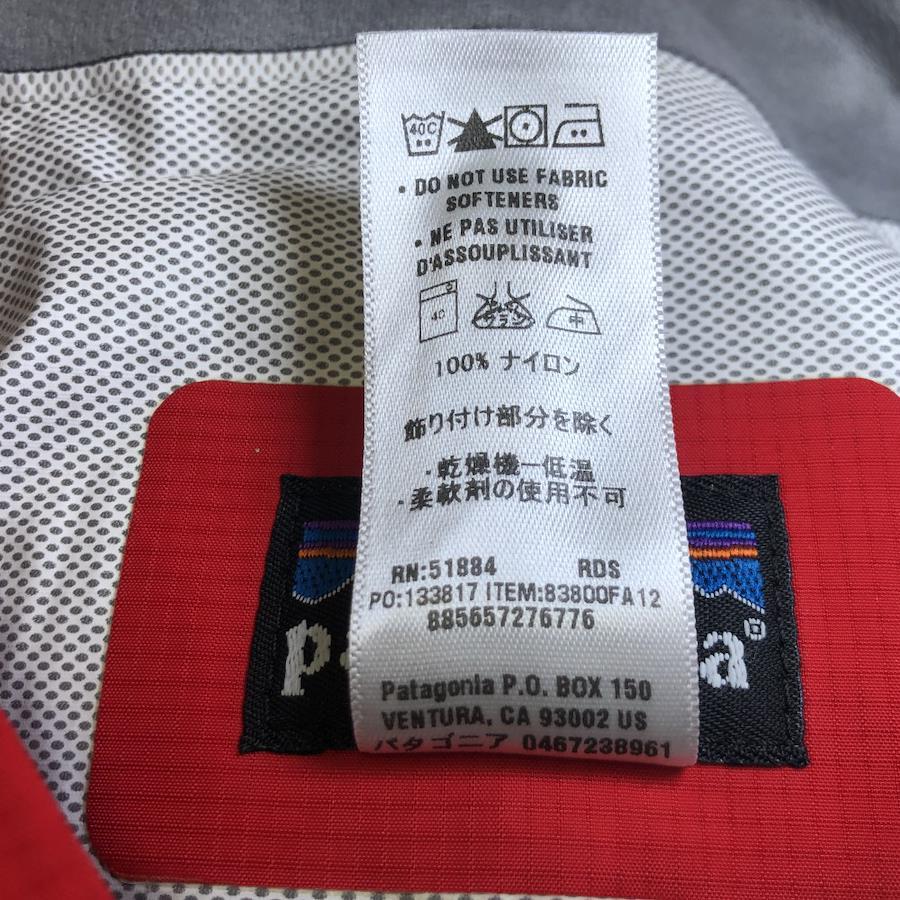 40C
• DO NOT USE FABRIC
SOFTENERS
• NE PAS UTILISER
D'ASSOUPLISSANT
40
中
100% ナイロン
飾り付け部分を除く
・乾燥機ー低温
・柔軟剤の使用不可
RN:51884 RDS
PO:133817 ITEM:83800FA12
885657276776
Patagonia P.O. BOX 150
VENTURA, CA 93002 US
パタゴニア 0467238961